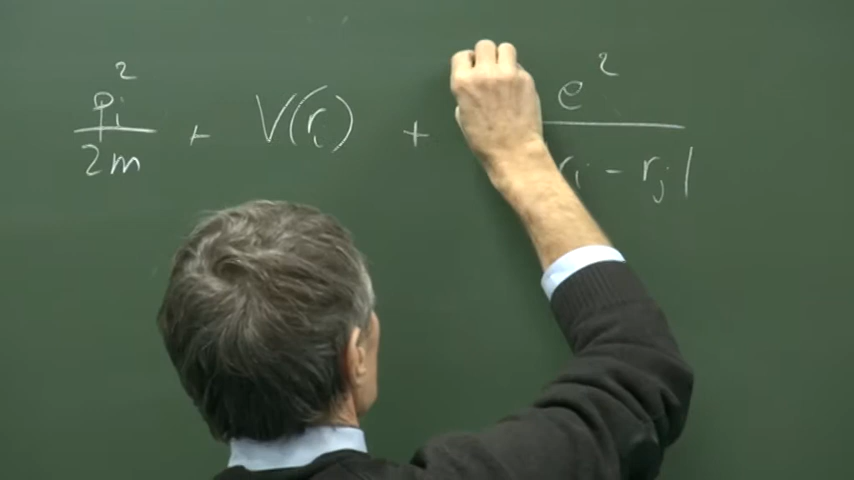 p_i^2 / 2m + V(r_i) + e^2 / r_i - r_j|